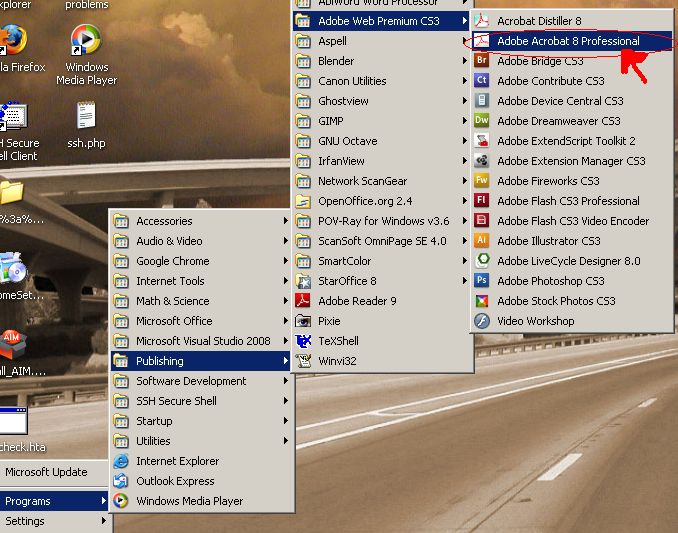 problems
Windows
Media Player
ssh.php
Firefox
Secure
Client
check.hta
Microsoft Update
Programs
Settings
Accessories
Audio & Video
Google Chrome
Internet Tools
Math & Science
Microsoft Office
Microsoft Visual Studio 2008
Publishing
Software Development
SSH Secure Shell
Startup
Utilities
Internet Explorer
Outlook Express
Windows Media Player
AbiWord Word Processor
Adobe Web Premium CS3
Aspell
Blender
Canon Utilities
Ghostview
GIMP
GNU Octave
IrfanView
Network ScanGear
OpenOffice.org 2.4
POV-Ray for Windows v3.6
ScanSoft OmniPage SE 4.0
SmartColor
StarOffice 8
Adobe Reader 9
Pixie
TeXShell
Winvi32
Acrobat Distiller 8
Adobe Acrobat 8 Professional
Adobe Bridge CS3
Adobe Contribute CS3
Adobe Device Central CS3
Adobe Dreamweaver CS3
Adobe ExtendScript Toolkit 2
Adobe Extension Manager CS3
Adobe Fireworks CS3
Adobe Flash CS3 Professional
Adobe Flash CS3 Video Encoder
Adobe Illustrator CS3
Adobe LiveCycle Designer 8.0
Adobe Photoshop CS3
Adobe Stock Photos CS3
Video Workshop